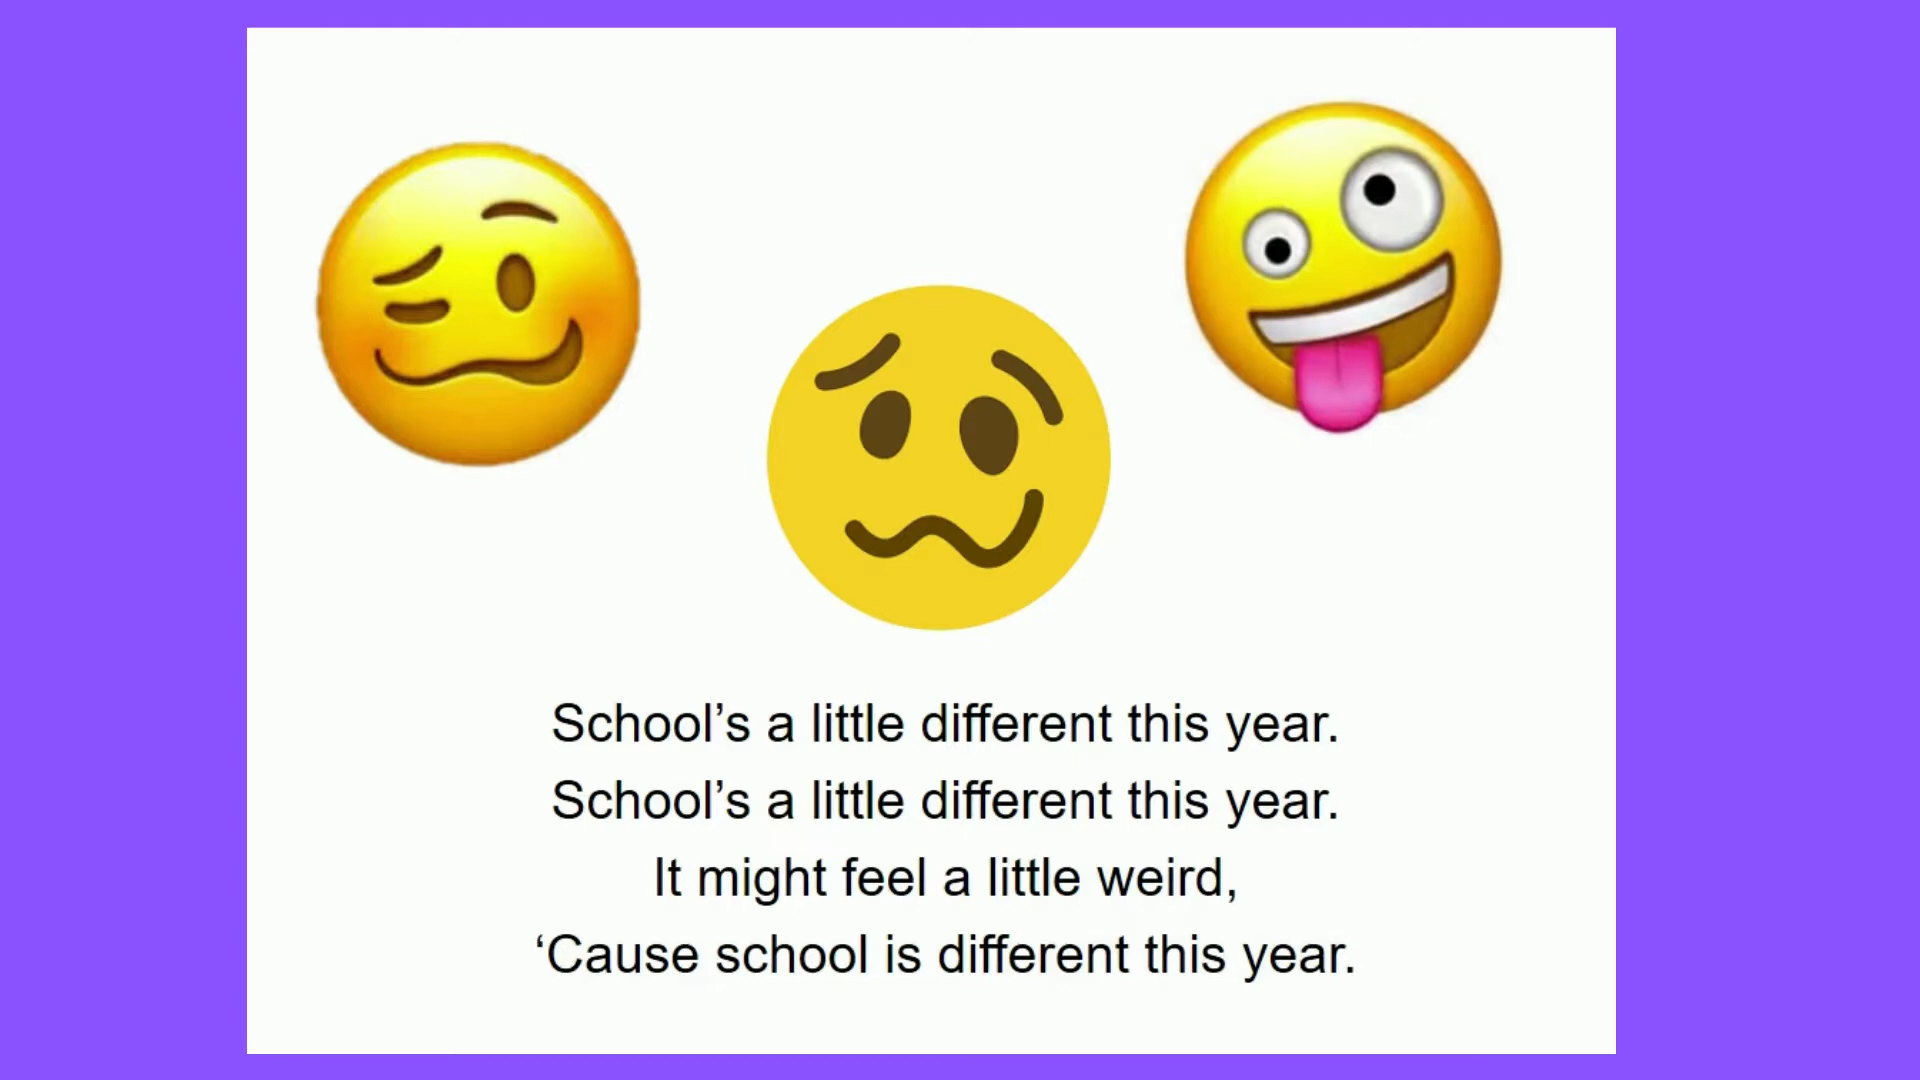 School’s a little different this year.
School’s a little different this year.
It might feel a little weird,
‘Cause school is different this year.